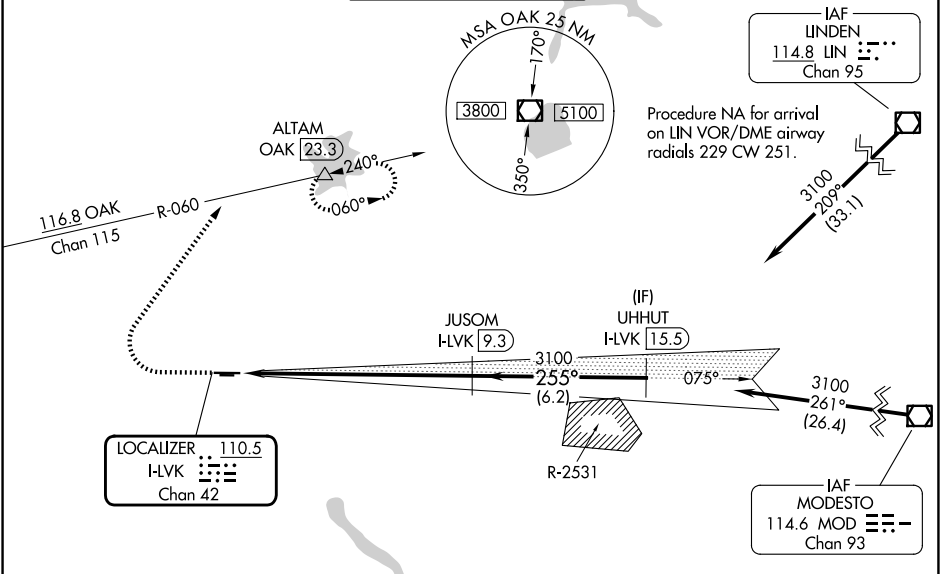 MSA OAK 25 NM
170°
3800
5100
350°
IAF
LINDEN
114.8 LIN
Chan 95
Procedure NA for arrival
on LIN VOR/DME airway
radials 229 CW 251.
ALTAM
OAK 23.3
240°
060°
116.8 OAK
R-060
Chan 115
3100
209°
(33.1)
(IF)
JUSOM
UHHUT
I-LVK 9.3
I-LVK 15.5
3100
255°
(6.2)
075°
3100
261°
(26.4)
R-2531
LOCALIZER 110.5
I-LVK
Chan 42
IAF
MODESTO
114.6 MOD
Chan 93